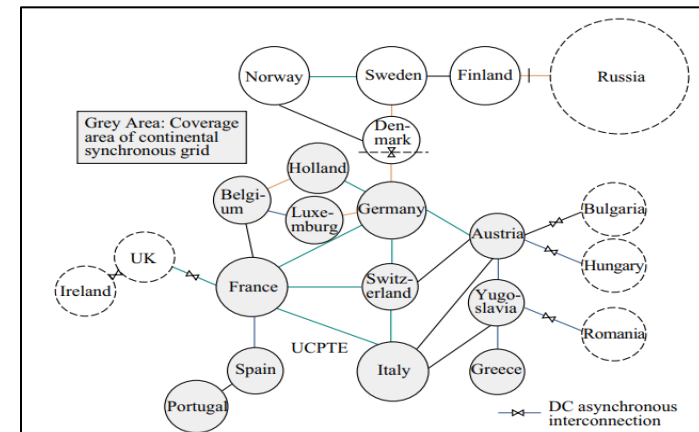 Norway
Sweden
Finland
Russia
Grey Area: Coverage
area of continental
synchronous grid
Den-
mark
Holland
Belgi-
um
Luxe-
mburg
Germany
Austria
Bulgaria
UK
Hungary
Ireland
France
Switz-
erland
Yugo-
slavia
Romania
UCPTE
Spain
Italy
Greece
Portugal
DC asynchronous
interconnection